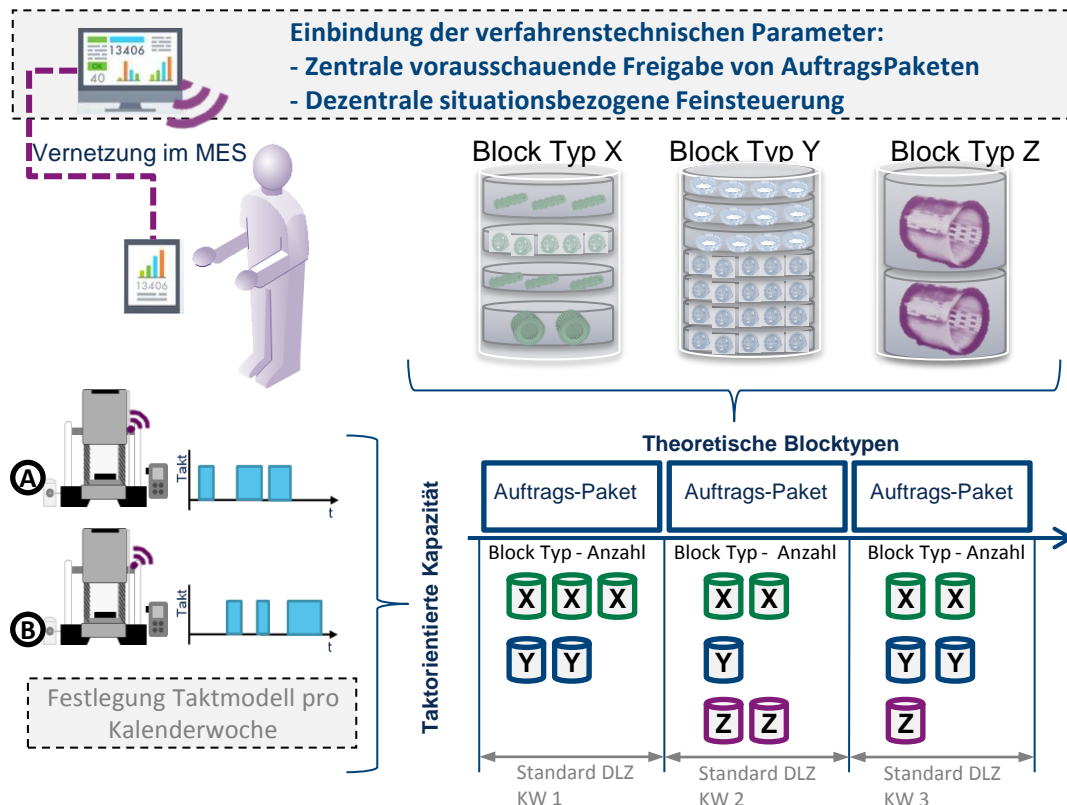 Einbindung der verfahrenstechnischen Parameter:
- Zentrale vorausschauende Freigabe von Auftrags-Paketen
- Dezentrale situationsbezogene Feinsteuerung
13406
OK
40
Vernetzung im MES
13406
Block Typ X
Block Typ Y
Block Typ Z
A
Takt
t
B
Takt
t
Festlegung Taktmodell pro
Kalenderwoche
Taktorientierte Kapazität
Theoretische Blocktypen
Auftrags-Paket
Auftrags-Paket
Auftrags-Paket
Block Typ - Anzahl
Block Typ - Anzahl
Block Typ - Anzahl
X X X
X X
X X
Y Y
Y
Y Y
Z Z
Z
Standard DLZ
KW 1
Standard DLZ
KW 2
Standard DLZ
KW 3